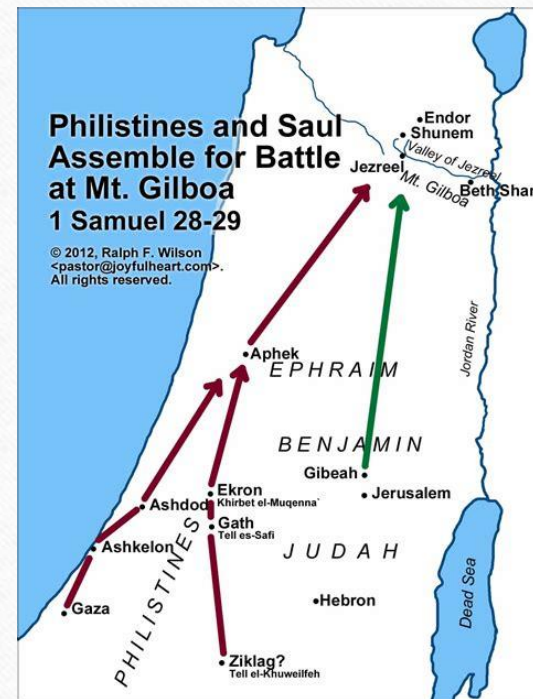 Philistines and Saul
Assemble for Battle
at Mt. Gilboa
1 Samuel 28-29
© 2012, Ralph F. Wilson
<pastor@joyfulheart.com>.
All rights reserved.
Endor
Shunem
Valley of Jezreel
Jezreel
Mt. Gilboa
Beth Shan
Jordan River
Aphek
EPHRAIM
BENJAMIN
Gibeah
Jerusalem
Ekron
Khirbet el-Muqenna`
Ashdod
Gath
Tell es-Safi
Ashkelon
JUDAH
PHILISTINES
Gaza
Hebron
Dead Sea
Ziklag?
Tell el-Khuweilfeh